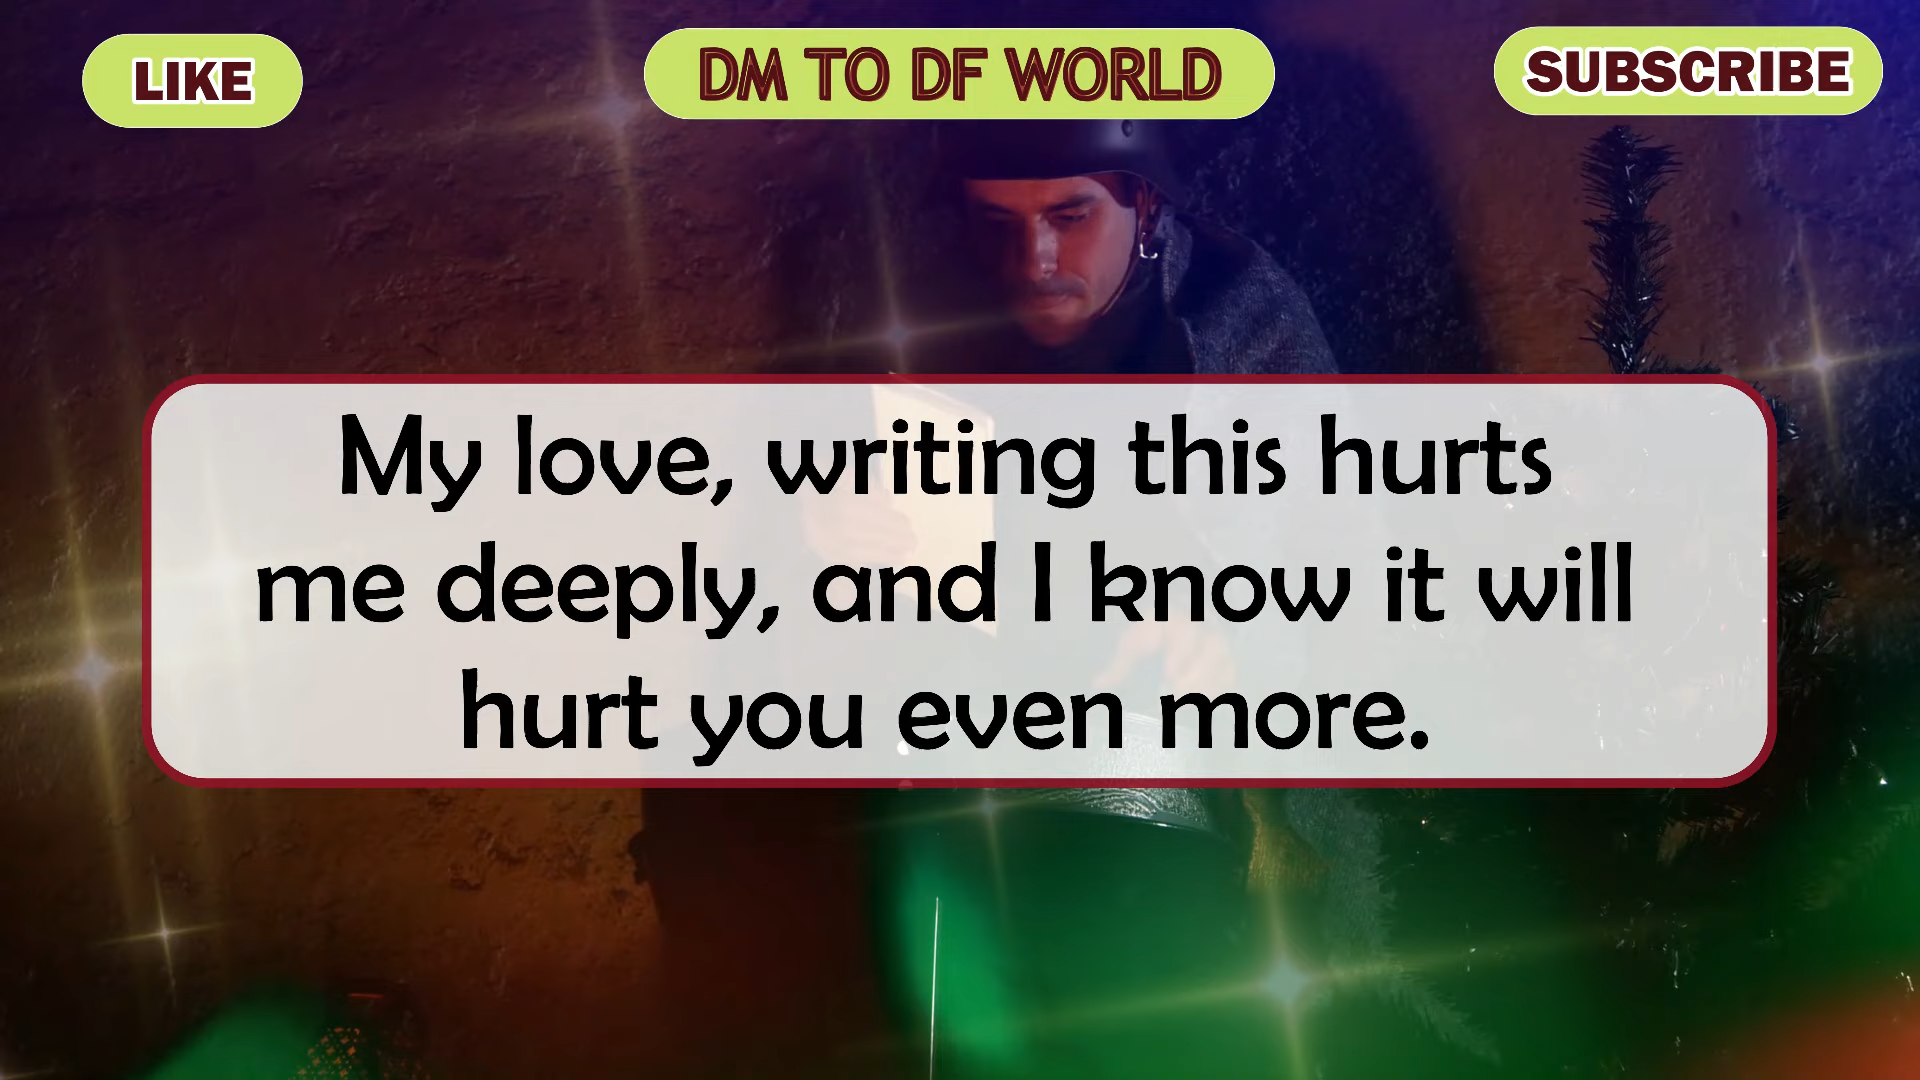 LIKE
DM TO DF WORLD
SUBSCRIBE
My love, writing this hurts
me deeply, and I know it will
hurt you even more.